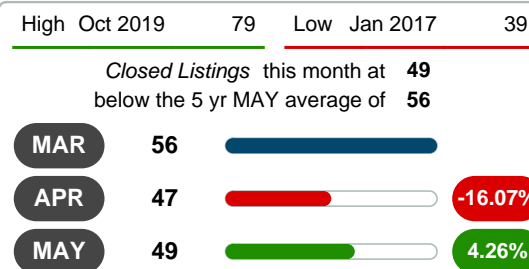 High Oct 2019 79 Low Jan 2017 39
Closed Listings this month at 49
below the 5 yr MAY average of 56
MAR 56
APR 47 -16.07%
MAY 49 4.26%